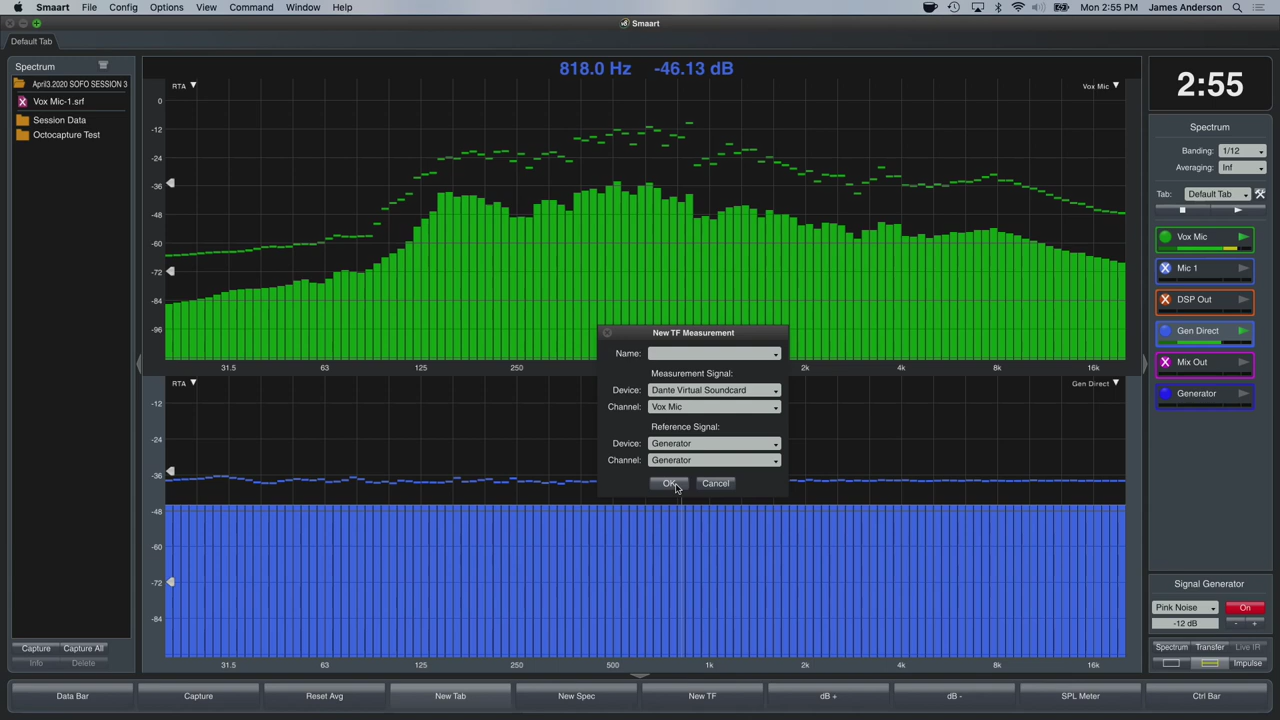 Smaart File Config Options View Command Window Help Mon 2:55 PM James Anderson
Smaart
Default Tab
Spectrum
April3.2020 SOFO SESSION 3
Vox Mic-1.srf
Session Data
Octocapture Test
Capture Capture All
Info Delete
818.0 Hz -46.13 dB
RTA Vox Mic
0
-12
-24
-36
-48
-60
-72
-84
-96
31.5 63 125 250 2k 4k 8k 16k
RTA Gen Direct
-12
-24
-36
-48
-60
-72
-84
31.5 63 125 250 500 1k 2k 4k 8k 16k
New TF Measurement
Name:
Measurement Signal:
Device: Dante Virtual Soundcard
Channel: Vox Mic
Reference Signal:
Device: Generator
Channel: Generator
OK Cancel
2:55
Spectrum
Banding: 1/12
Averaging: Inf
Tab: Default Tab
Vox Mic
Mic 1
DSP Out
Gen Direct
Mix Out
Generator
Signal Generator
Pink Noise On
-12 dB - +
Spectrum Transfer Live IR
Impulse
Data Bar Capture Reset Avg New Tab New Spec New TF dB + dB - SPL Meter Ctrl Bar